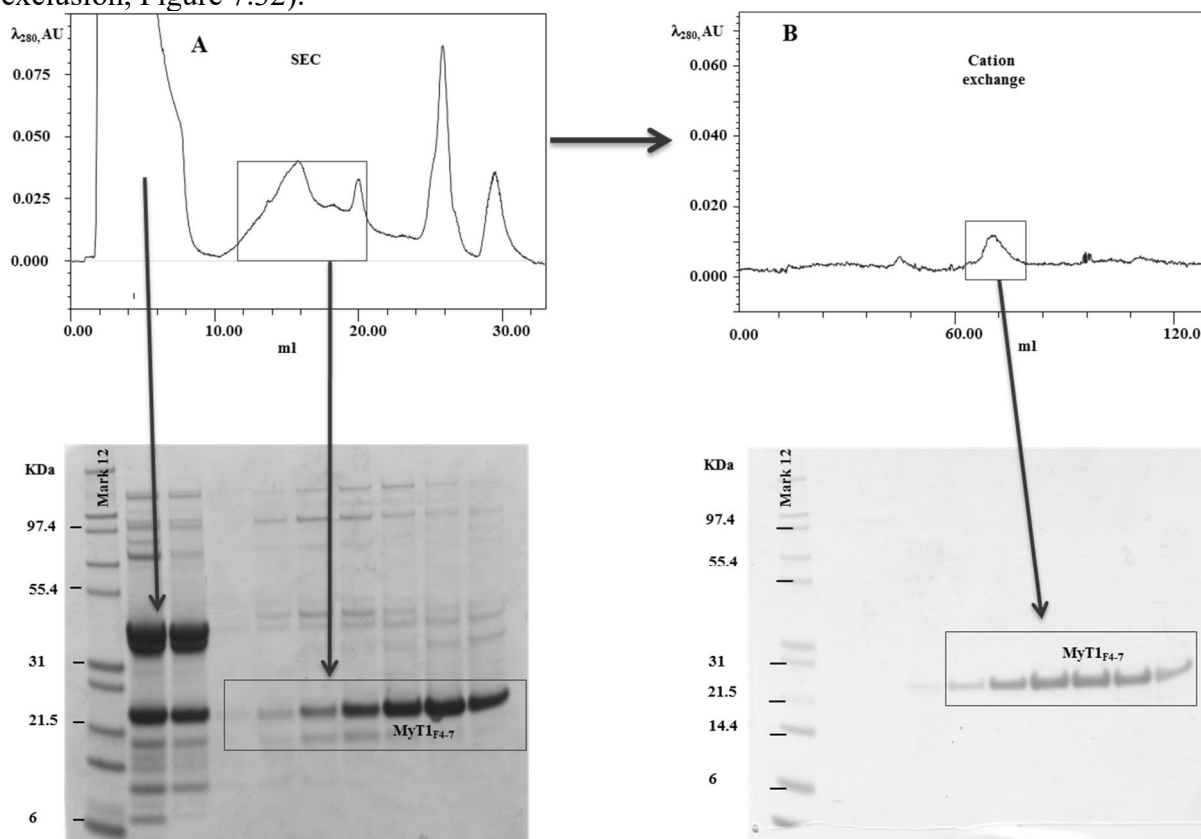 exclusion, Figure 7.32).
λ280, AU
A
SEC
0.075
0.050
0.025
0.000
0.00
10.00
20.00
30.00
ml
λ280, AU
B
Cation
exchange
0.060
0.040
0.020
0.000
0.00
60.00
120.0
ml
KDa
Mark 12
97.4
55.4
31
21.5
6
MyT1F4-7
KDa
Mark 12
97.4
55.4
31
21.5
14.4
6
MyT1F4-7